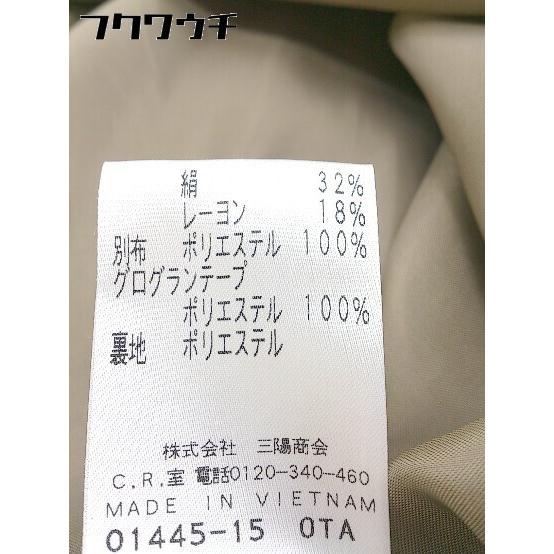 フクウウチ
絹 32%
レーヨン 18%
別布 ポリエステル 100%
グログランテープ
ポリエステル 100%
裏地 ポリエステル
株式会社 三陽商会
C.R.室 電話0120-340-460
MADE IN VIETNAM
01445-15 OTA